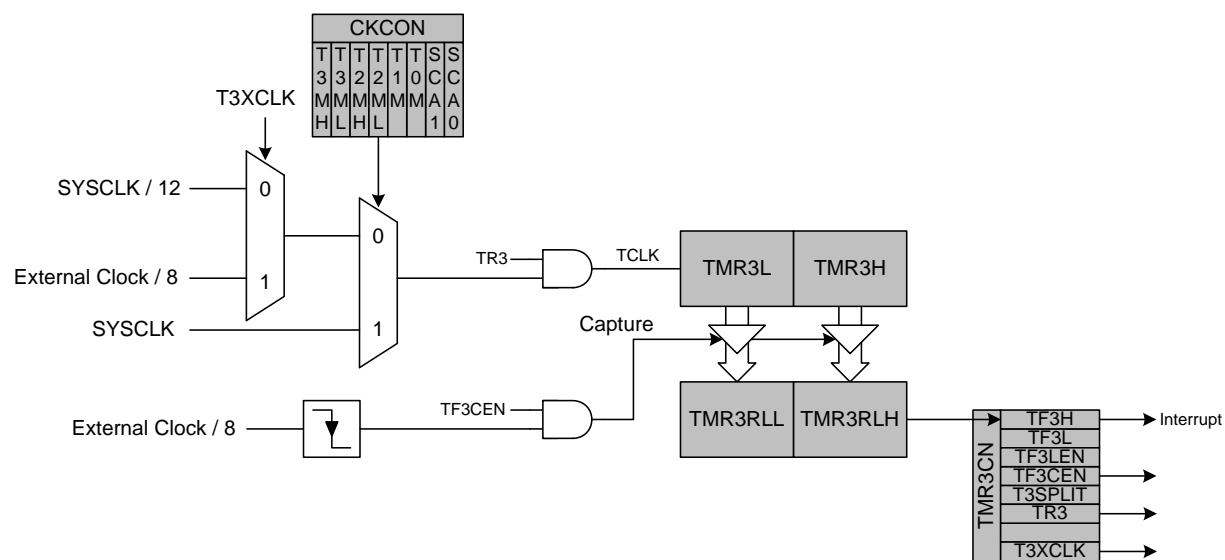 CKCON
T3MH
T3ML
T2MH
T2ML
T1M
T0M
SCA1
SCA0
T3XCLK
SYSCLK / 12
0
External Clock / 8
1
0
SYSCLK
1
TR3
TCLK
TMR3L
TMR3H
Capture
TF3CEN
External Clock / 8
TMR3RLL
TMR3RLH
TMR3CN
TF3H
Interrupt
TF3L
TF3LEN
TF3CEN
T3SPLIT
TR3
T3XCLK